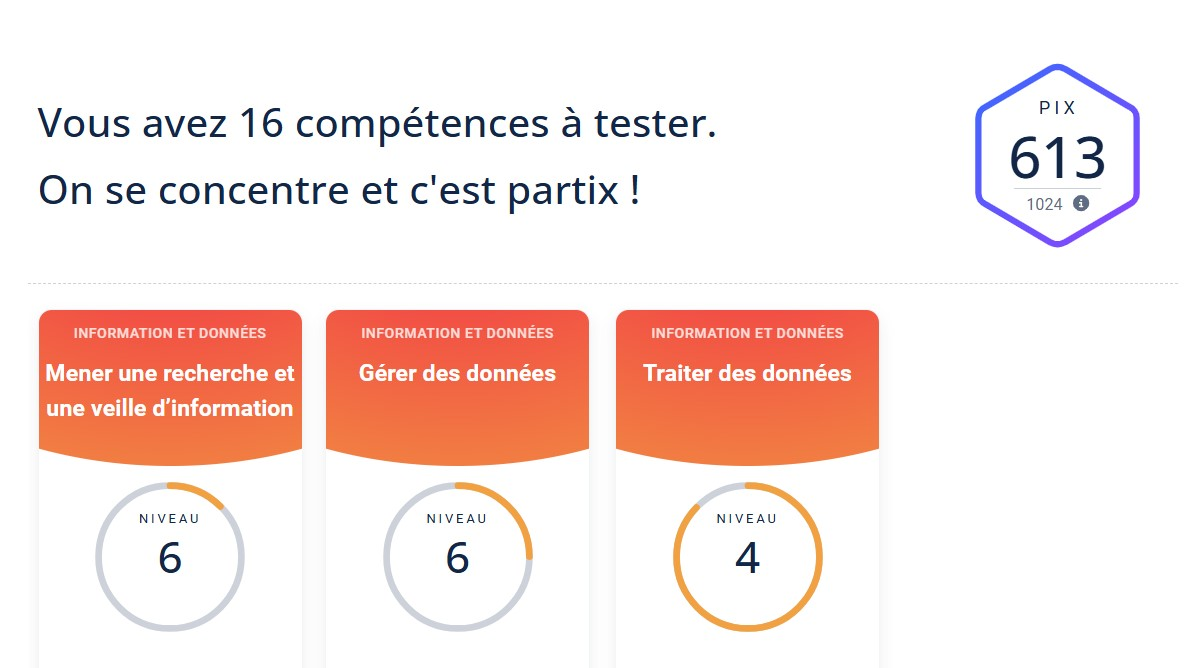 Vous avez 16 compétences à tester.
On se concentre et c'est partix !
PIX
613
1024
INFORMATION ET DONNÉES
Mener une recherche et
une veille d’information
NIVEAU
6
INFORMATION ET DONNÉES
Gérer des données
NIVEAU
6
INFORMATION ET DONNÉES
Traiter des données
NIVEAU
4